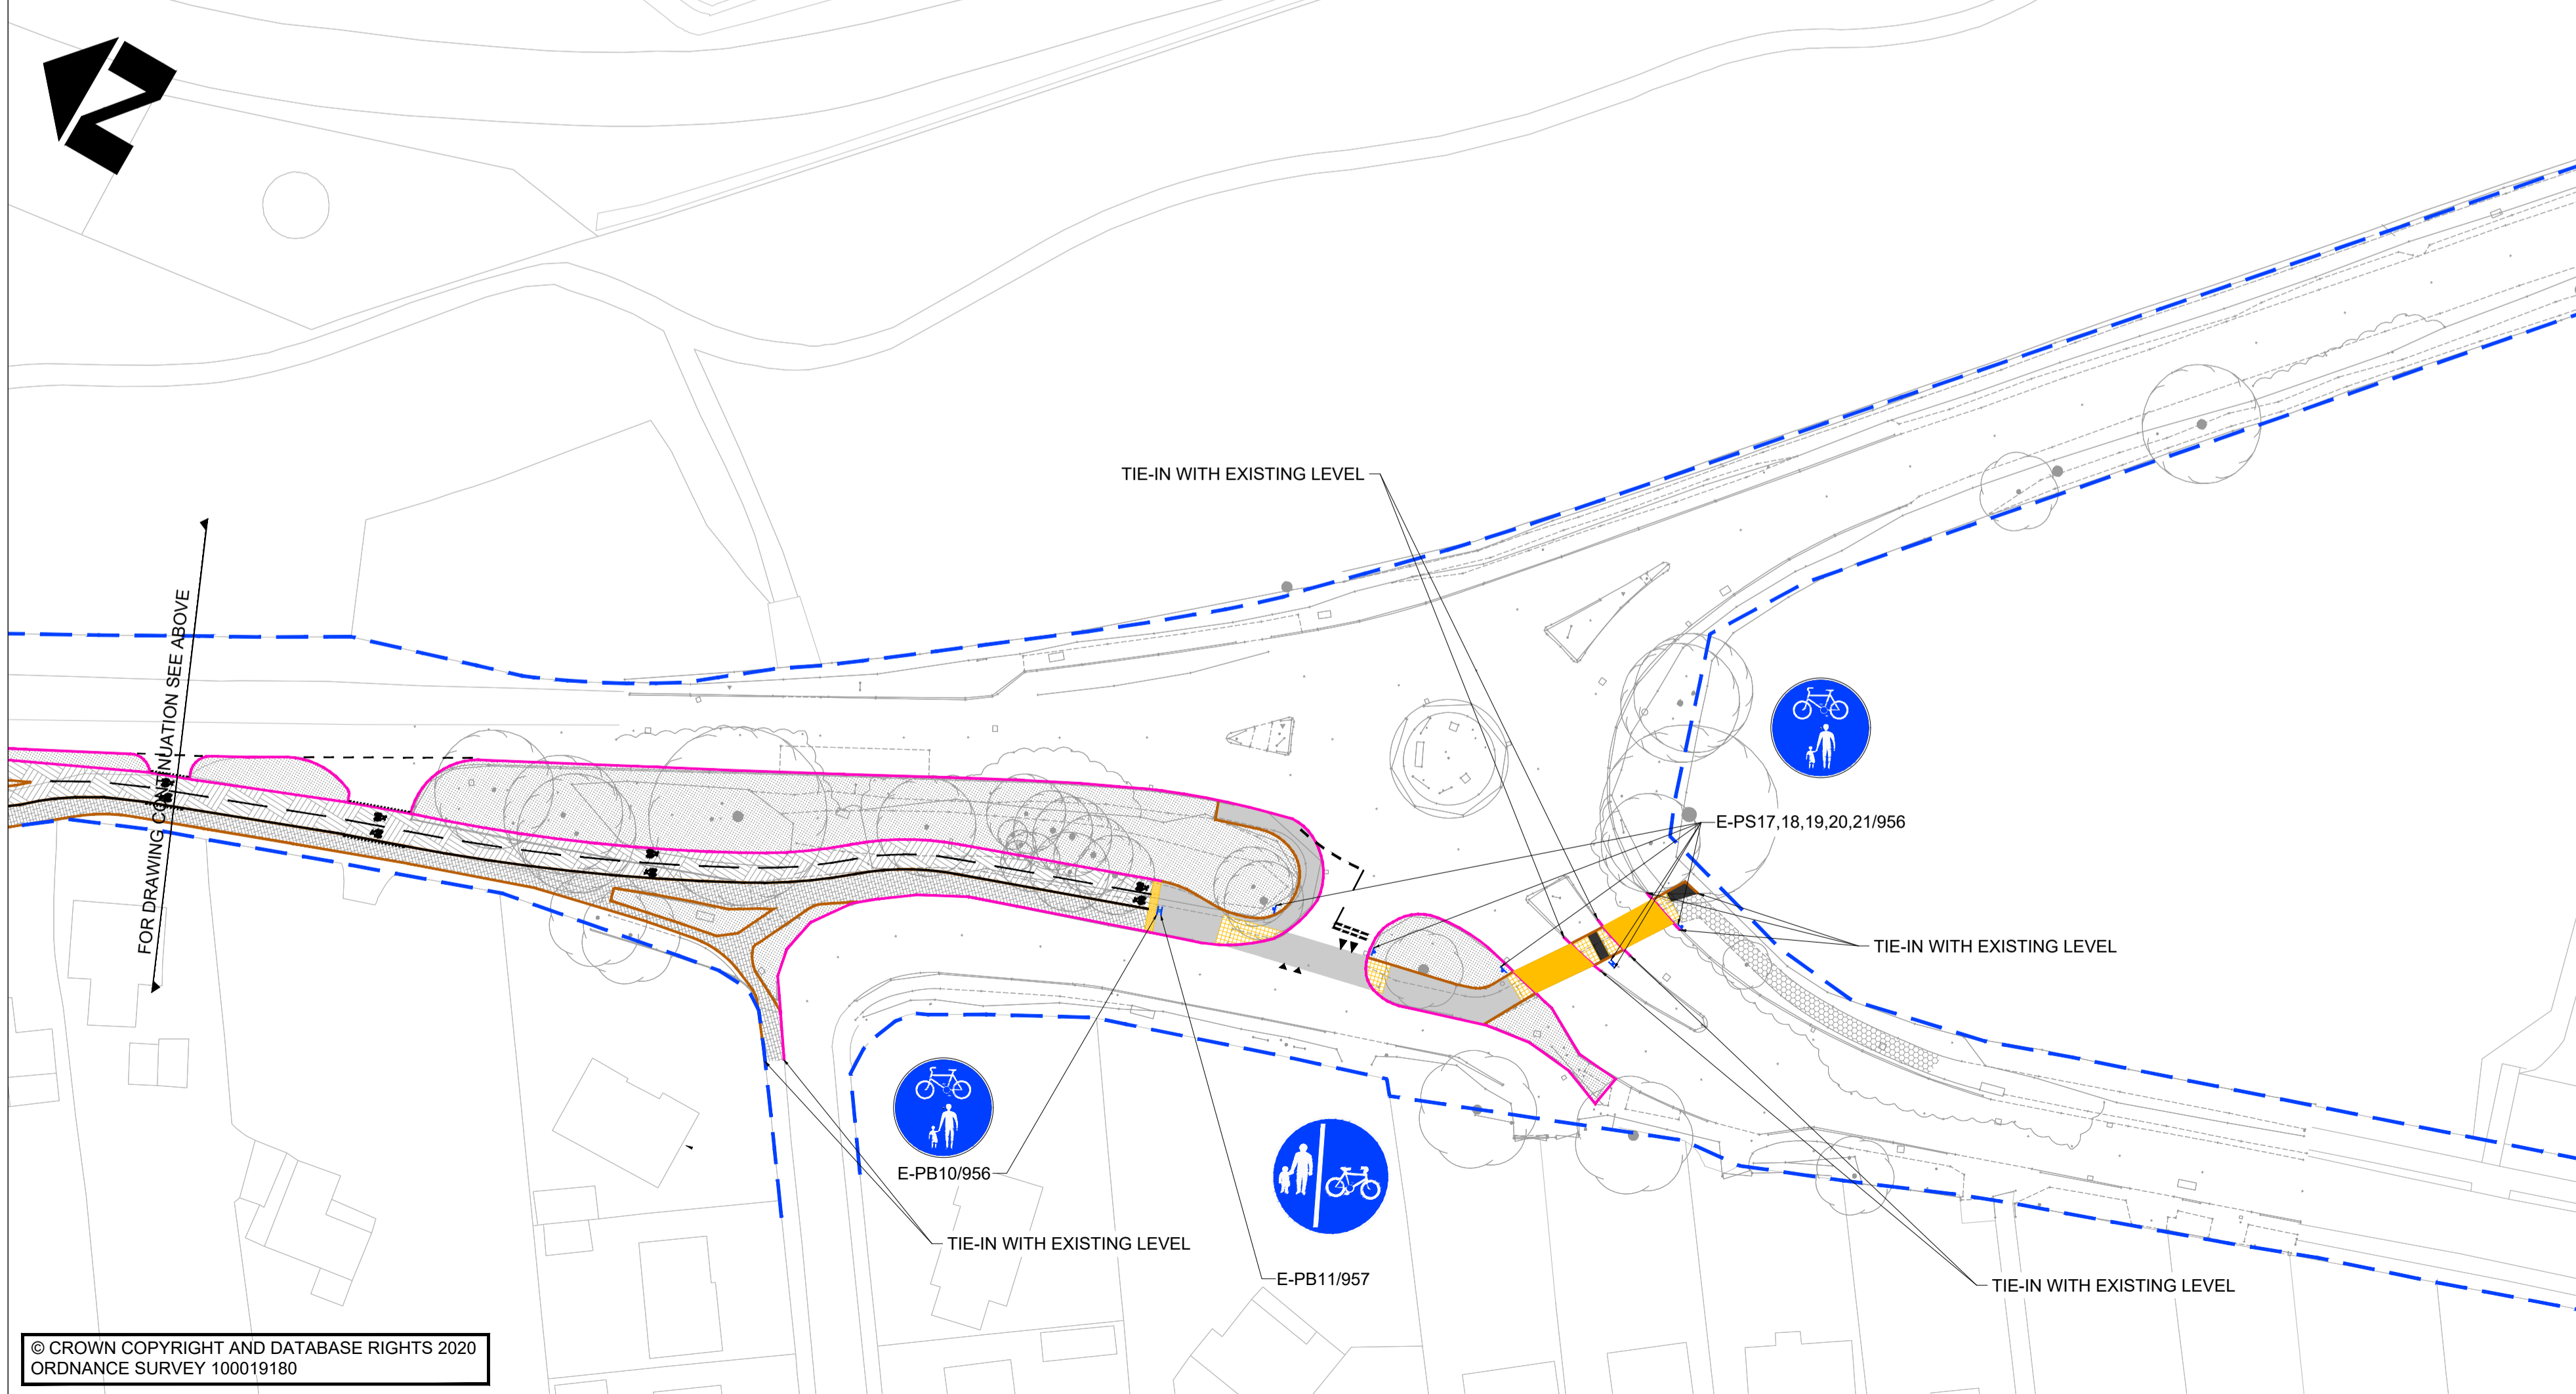 N
TIE-IN WITH EXISTING LEVEL
FOR DRAWING CONTINUATION SEE ABOVE
E-PS17,18,19,20,21/956
TIE-IN WITH EXISTING LEVEL
E-PB10/956
TIE-IN WITH EXISTING LEVEL
E-PB11/957
TIE-IN WITH EXISTING LEVEL
© CROWN COPYRIGHT AND DATABASE RIGHTS 2020
ORDNANCE SURVEY 100019180